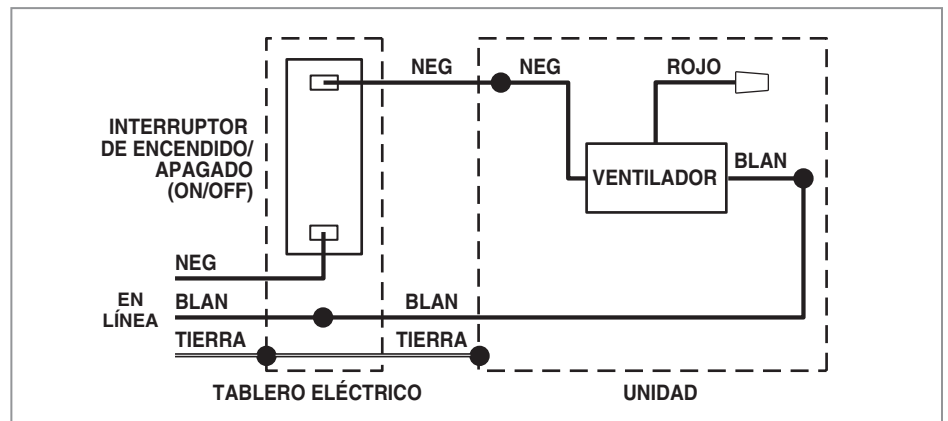 NEG
NEG
ROJO
INTERRUPTOR
DE ENCENDIDO/
APAGADO
(ON/OFF)
VENTILADOR
BLAN
NEG
EN
LÍNEA
BLAN
BLAN
TIERRA
TIERRA
TABLERO ELÉCTRICO
UNIDAD